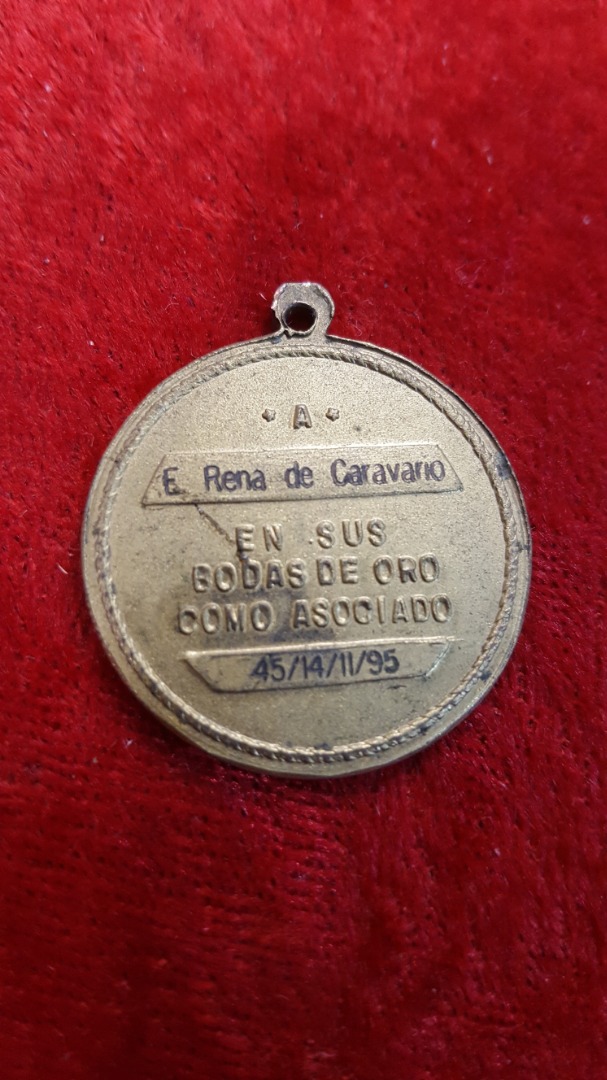 * A *
E. Rena de Caravario
EN SUS
BODAS DE ORO
COMO ASOCIADO
45/14/11/95